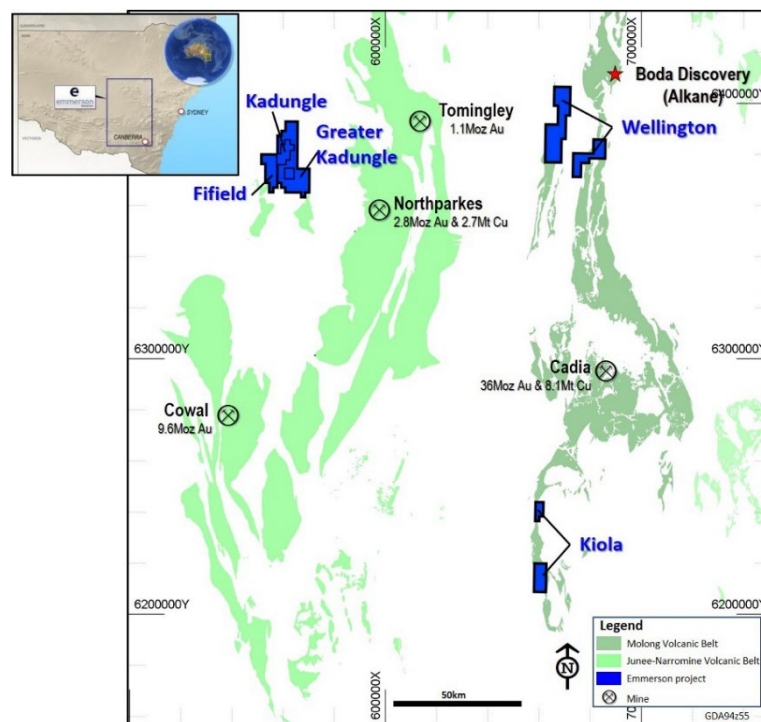 e
emmerson
SYDNEY
CANBERRA
600000X
700000X
Boda Discovery
(Alkane)
6400000Y
Kadungle
Greater
Kadungle
Fifield
Tomingley
1.1Moz Au
Wellington
Northparkes
2.8Moz Au & 2.7Mt Cu
6300000Y
6300000Y
Cadia
36Moz Au & 8.1Mt Cu
Cowal
9.6Moz Au
Kiola
6200000Y
6200000Y
Legend
Molong Volcanic Belt
Junee-Narromine Volcanic Belt
Emmerson project
Mine
N
600000X
50km
700000X
GDA94z55